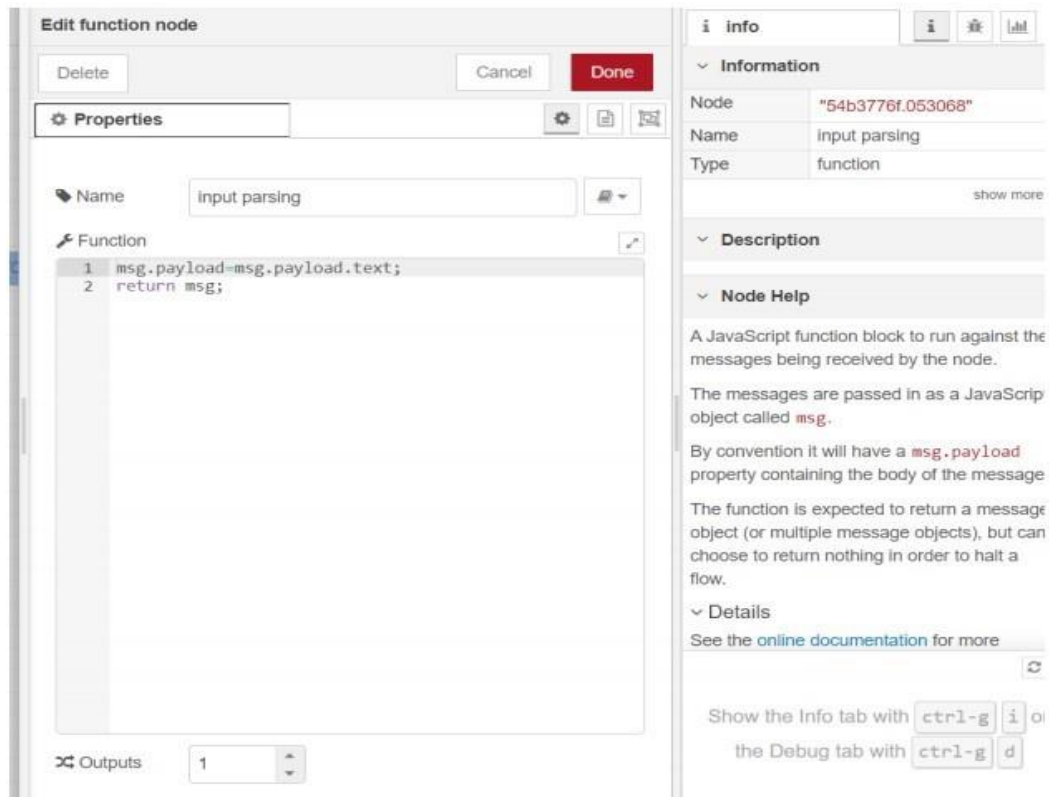 Edit function node
Delete
Cancel
Done
Properties
Name
input parsing
Function
1 msg.payload=msg.payload.text;
2 return msg;
Outputs
1
i info
i
Information
Node
"54b3776f.053068"
Name
input parsing
Type
function
show more
Description
Node Help
A JavaScript function block to run against the
messages being received by the node.
The messages are passed in as a JavaScrip
object called msg.
By convention it will have a msg.payload
property containing the body of the message
The function is expected to return a message
object (or multiple message objects), but can
choose to return nothing in order to halt a
flow.
Details
See the online documentation for more
Show the Info tab with ctrl-g i or
the Debug tab with ctrl-g d